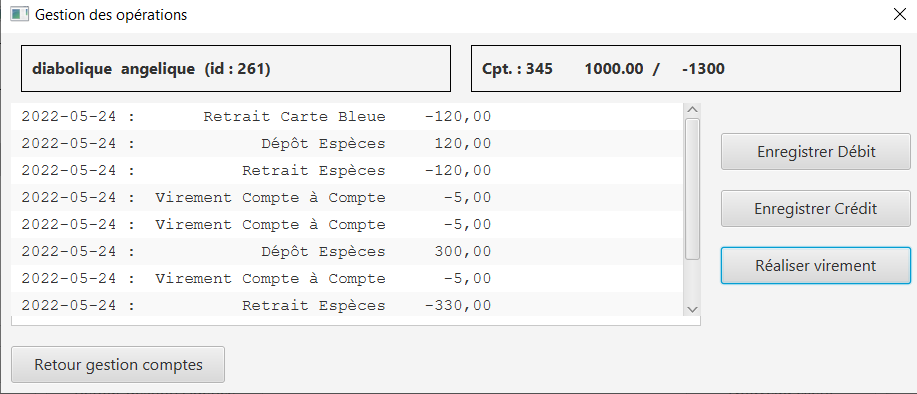 Gestion des opérations
diabolique angelique (id : 261)
Cpt. : 345 1000.00 / -1300
2022-05-24 : Retrait Carte Bleue -120,00
2022-05-24 : Dépôt Espèces 120,00
2022-05-24 : Retrait Espèces -120,00
2022-05-24 : Virement Compte à Compte -5,00
2022-05-24 : Virement Compte à Compte -5,00
2022-05-24 : Dépôt Espèces 300,00
2022-05-24 : Virement Compte à Compte -5,00
2022-05-24 : Retrait Espèces -330,00
Enregistrer Débit
Enregistrer Crédit
Réaliser virement
Retour gestion comptes